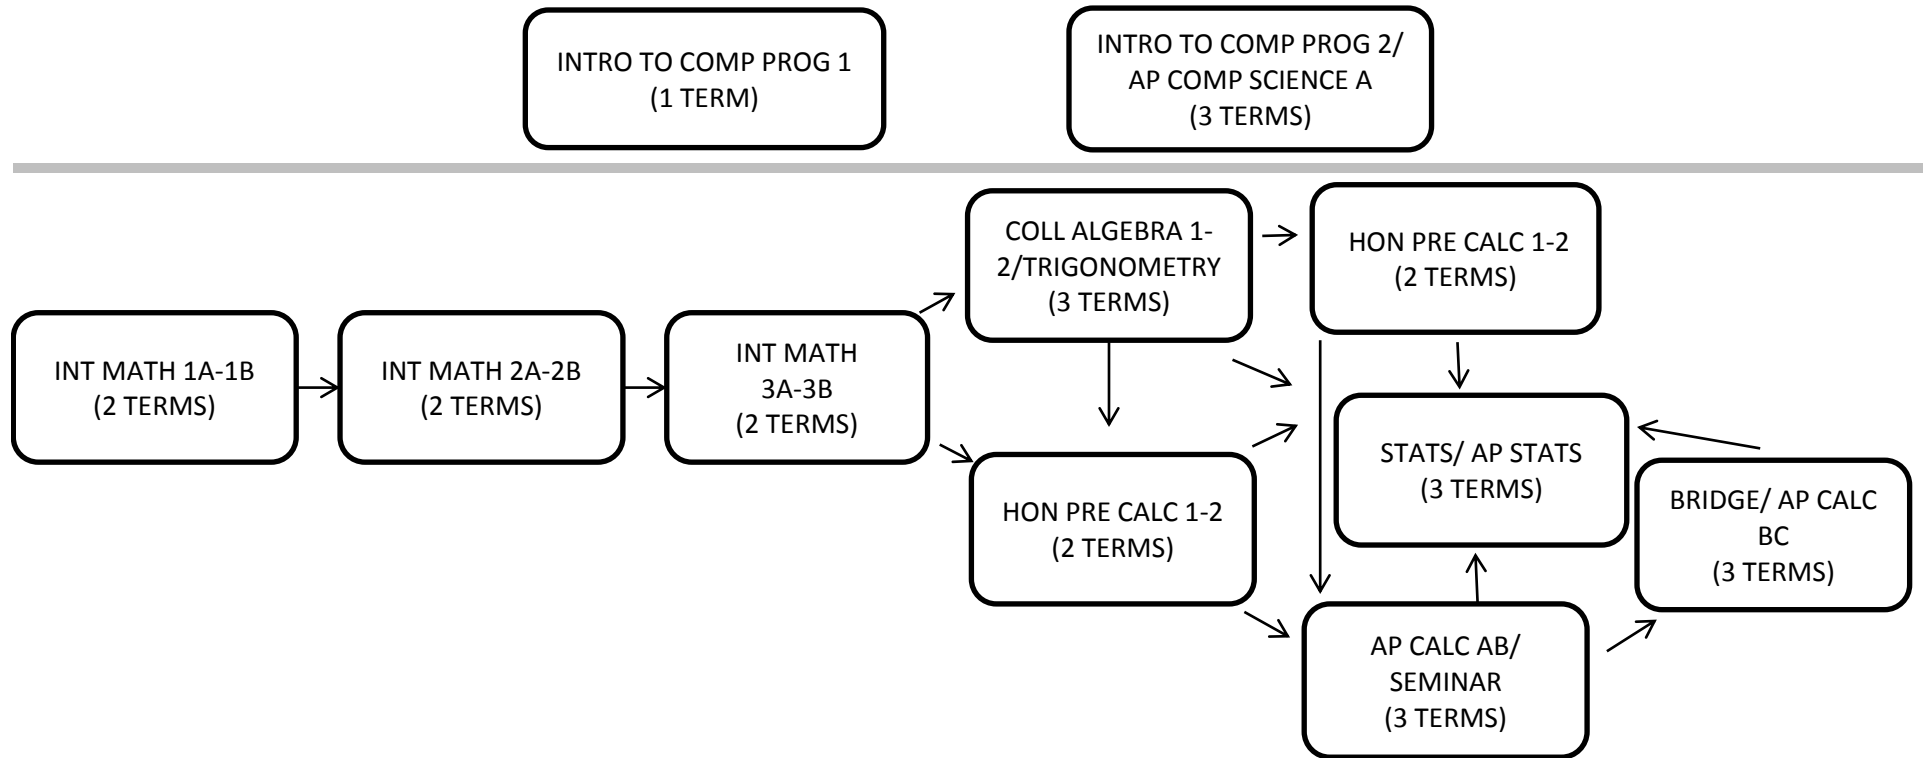 INTRO TO COMP PROG 1
(1 TERM)
INTRO TO COMP PROG 2/
AP COMP SCIENCE A
(3 TERMS)
COLL ALGEBRA 1-
2/TRIGONOMETRY
(3 TERMS)
HON PRE CALC 1-2
(2 TERMS)
INT MATH 1A-1B
(2 TERMS)
INT MATH 2A-2B
(2 TERMS)
INT MATH
3A-3B
(2 TERMS)
STATS/ AP STATS
(3 TERMS)
HON PRE CALC 1-2
(2 TERMS)
BRIDGE/ AP CALC
BC
(3 TERMS)
AP CALC AB/
SEMINAR
(3 TERMS)